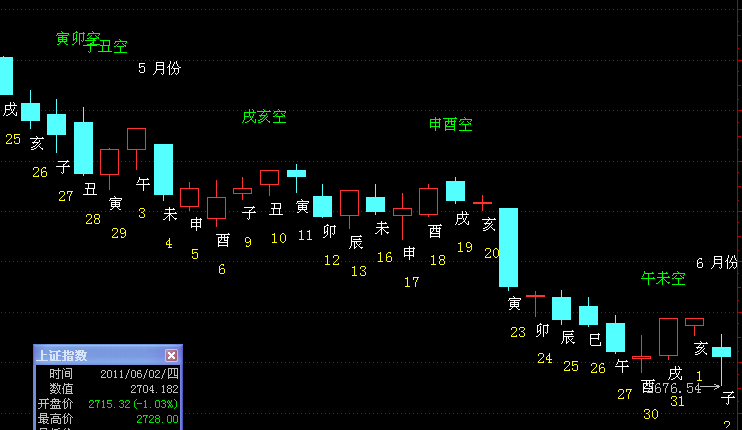 寅卯空
子丑空
5 月份
戌亥空
申酉空
午未空
6 月份
戌
25
亥
26
子
27
丑
28
寅
29
午
3
未
4
申
5
酉
6
子
9
丑
10
寅
11
卯
12
辰
13
未
16
申
17
酉
18
戌
19
亥
20
寅
23
卯
24
辰
25
巳
26
午
27
酉
30
戌
31
亥
1
子
2
2676.54
上证指数
时间 2011/06/02/四
数值 2704.182
开盘价 2715.32(-1.03%)
最高价 2728.00